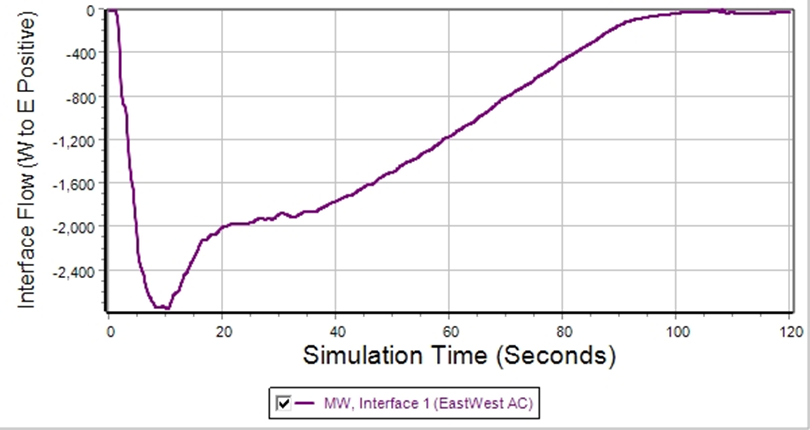 Interface Flow (W to E Positive)
0
-400
-800
-1,200
-1,600
-2,000
-2,400
0 20 40 60 80 100 120
Simulation Time (Seconds)
MW, Interface 1 (EastWest AC)